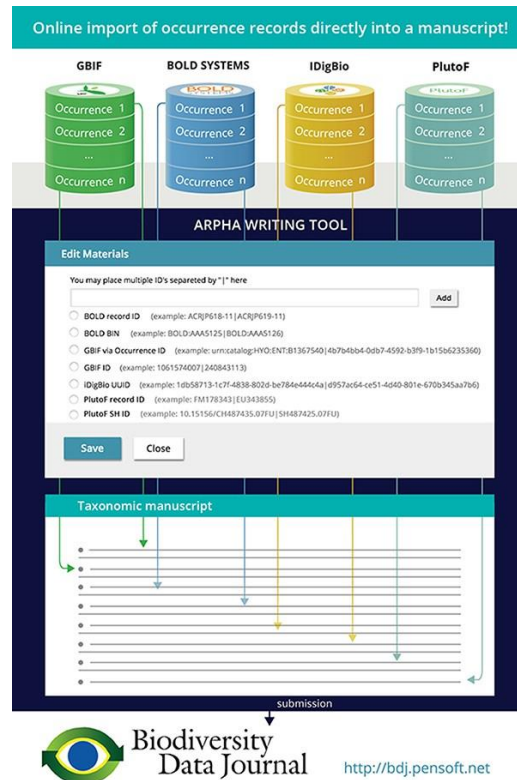 Online import of occurrence records directly into a manuscript!
GBIF
BOLD SYSTEMS
IDigBio
PlutoF
BOLD
PlutoF
Occurrence 1
Occurrence 1
Occurrence 1
Occurrence 1
Occurrence 2
Occurrence 2
Occurrence 2
Occurrence 2
...
...
...
...
Occurrence n
Occurrence n
Occurrence n
Occurrence n
ARPHA WRITING TOOL
Edit Materials
You may place multiple ID's separeted by "|" here
Add
BOLD record ID (example: ACRJP618-11|ACRJP619-11)
BOLD BIN (example: BOLD:AAA5125|BOLD:AAA5126)
GBIF via Occurrence ID (example: urn:catalog:HYO:ENT:B1367540|4b7b4bb4-0db7-4592-b3f9-1b15b6235360)
GBIF ID (example: 1061574007|240843113)
iDigBio UUID (example: 1db58713-1c7f-4838-802d-be784e444c4a|d957ac64-ce51-4d40-801e-670b345aa7b6)
PlutoF record ID (example: FM178343|EU343855)
PlutoF SH ID (example: 10.15156/CH487435.07FU|SH487425.07FU)
Save
Close
Taxonomic manuscript
submission
Biodiversity
Data Journal
http://bdj.pensoft.net